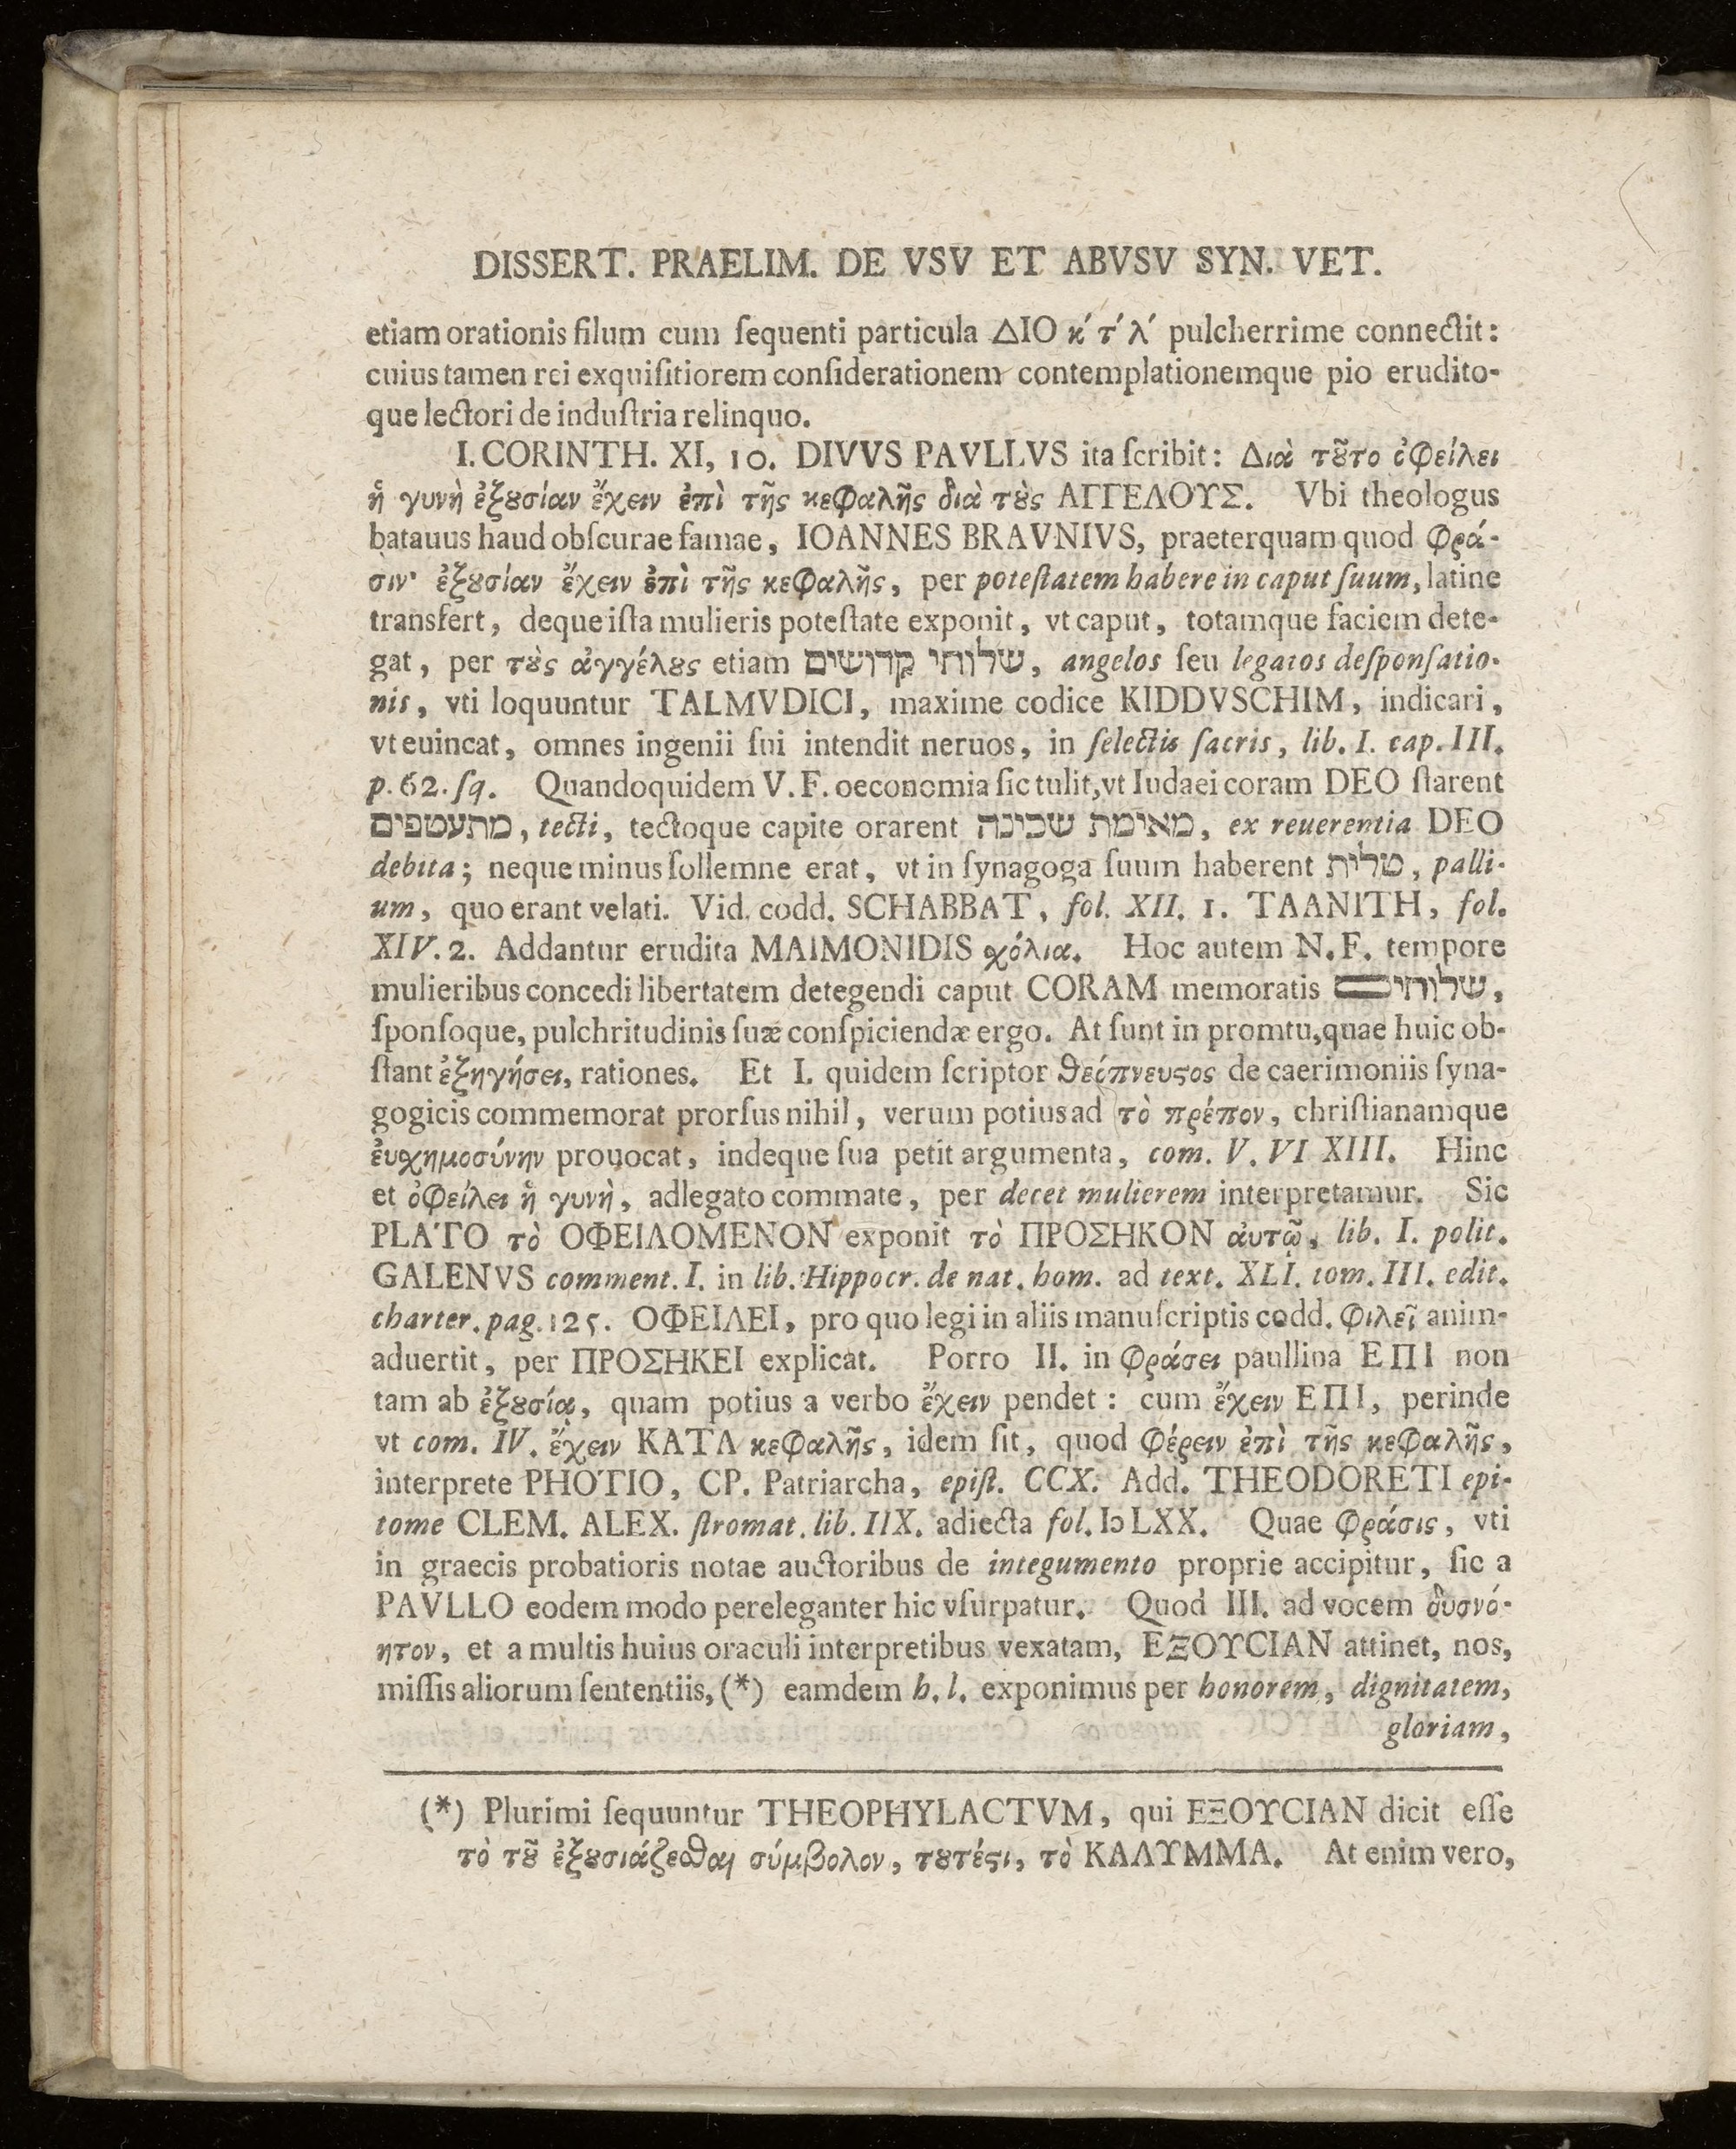 DISSERT. PRAELIM. DE VSV ET ABVSV SYN. VET.
etiam orationis filum cum ſequenti particula ΔΙΟ κ´ τ´ λ´ pulcherrime connectit:
cuius tamen rei exquiſitiorem conſiderationem contemplationemque pio erudito-
que lectori de induſtria relinquo.
I. CORINTH. XI, 10. DIVVS PAVLLVS ita ſcribit: Διὰ τȣ͂το ὀφείλει
ἡ γυνὴ ἐξȣσίαν ἔχειν ἐπὶ τῆς κεφαλῆς διὰ τȣ̀ς ΑΓΓΕΛΟΥΣ. Vbi theologus
batauus haud obſcurae famae, IOANNES BRAVNIVS, praeterquam quod φρά-
σιν· ἐξȣσίαν ἔχειν ἐπὶ τῆς κεφαλῆς, per poteſtatem habere in caput ſuum, latine
transfert, deque iſta mulieris poteſtate exponit, vt caput, totamque faciem dete-
gat, per τȣ̀ς ἀγγέλȣς etiam שלוחי קדושים, angelos ſeu legatos deſponſatio-
nis, vti loquuntur TALMVDICI, maxime codice KIDDVSCHIM, indicari,
vt euincat, omnes ingenii ſui intendit neruos, in ſelectis ſacris, lib. I. cap. III.
p. 62. ſq. Quandoquidem V. F. oeconomia ſic tulit, vt Iudaei coram DEO ſtarent
מתעטפים, tecti, tectoque capite orarent מאימת שכינה, ex reuerentia DEO
debita; neque minus ſollemne erat, vt in ſynagoga ſuum haberent טלית, palli-
um, quo erant velati. Vid. codd. SCHABBAT, fol. XII. 1. TAANITH, fol.
XIV. 2. Addantur erudita MAIMONIDIS σχόλια. Hoc autem N. F. tempore
mulieribus concedi libertatem detegendi caput CORAM memoratis שלוחים,
ſponſoque, pulchritudinis ſuæ conſpiciendæ ergo. At ſunt in promtu, quae huic ob-
ſtant ἐξηγήσει, rationes. Et I. quidem ſcriptor θεόπνευςος de caerimoniis ſyna-
gogicis commemorat prorſus nihil, verum potius ad τὸ πρέπον, chriſtianamque
ἐυσχημοσύνην prouocat, indeque ſua petit argumenta, com. V. VI XIII. Hinc
et ὀφείλει ἡ γυνὴ, adlegato commate, per decet mulierem interpretamur. Sic
PLATO τὸ ΟΦΕΙΛΟΜΕΝΟΝ exponit τὸ ΠΡΟΣΗΚΟΝ ἀυτῷ, lib. I. polit.
GALENVS comment. I. in lib. Hippocr. de nat. hom. ad text. XLI. tom. III. edit.
charter. pag. 125. ΟΦΕΙΛΕΙ, pro quo legi in aliis manuſcriptis codd. φιλεῖ anim-
aduertit, per ΠΡΟΣΗΚΕΙ explicat. Porro II. in φράσει paullina ΕΠΙ non
tam ab ἐξȣσία, quam potius a verbo ἔχειν pendet: cum ἔχειν ΕΠΙ, perinde
vt com. IV. ἔχειν ΚΑΤΑ κεφαλῆς, idem ſit, quod φέρειν ἐπὶ τῆς κεφαλῆς,
interprete PHOTIO, CP. Patriarcha, epiſt. CCX. Add. THEODORETI epi-
tome CLEM. ALEX. ſtromat. lib. IIX. adiecta fol. IↄLXX. Quae φράσις, vti
in graecis probatioris notae auctoribus de integumento proprie accipitur, ſic a
PAVLLO eodem modo pereleganter hic vſurpatur. Quod III. ad vocem δυσνό-
ητον, et a multis huius oraculi interpretibus vexatam, ΕΞΟΥCΙΑΝ attinet, nos,
miſſis aliorum ſententiis, (*) eamdem h. l. exponimus per honorem, dignitatem,
gloriam,
(*) Plurimi ſequuntur THEOPHYLACTVM, qui ΕΞΟΥCΙΑΝ dicit eſſe
τὸ τȣ͂ ἐξȣσιάζεσθαι σύμβολον, τȣτέςι, τὸ ΚΑΛΥΜΜΑ. At enim vero,